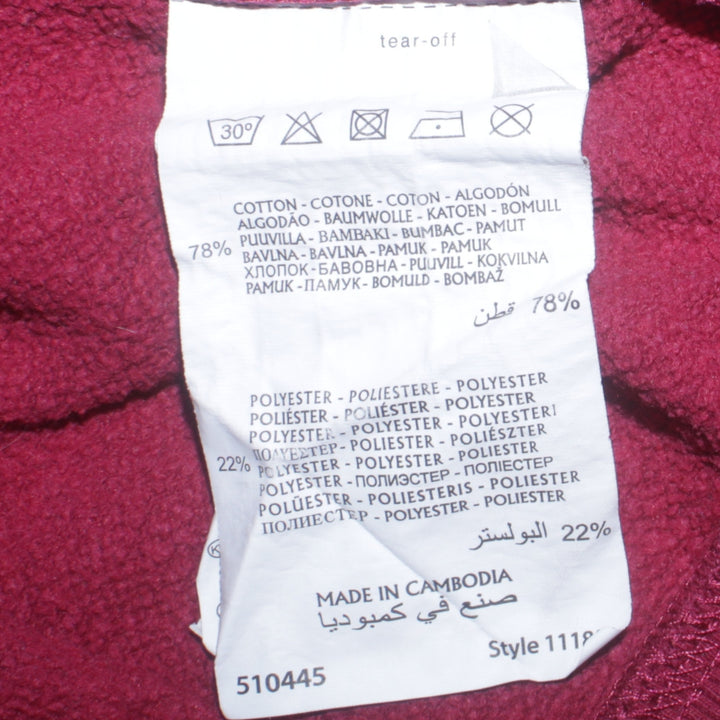 tear-off
30°
COTTON - COTONE - COTON - ALGODÓN
ALGODÃO - BAUMWOLLE - KATOEN - BOMULL
PUUVILLA - BAMBAKI - BUMBAC - PAMUT
78%
BAVLNA - BAVLNA - PAMUK - PAMUK
ХЛОПОК - БАВОВНА - PUUVILL - KOKVILNA
PAMUK - ПАМУК - BOMULD - BOMBAŽ
قطن 78%
POLYESTER - POLIESTERE - POLYESTER
POLIÉSTER - POLIÉSTER - POLYESTER
POLYESTER - POLYESTER - POLYESTERI
ΠΟΛΥΕΣΤΕΡ - POLIESTER - POLIÉSZTER
22%
POLYESTER - POLYESTER - POLYESTER
POLYESTER - ПОЛИЭСТЕР - ПОЛІЕСТЕР
POLÜESTER - POLIESTERIS - POLIESTER
ПОЛИЕСТЕР - POLYESTER - POLIESTER
البولستر 22%
MADE IN CAMBODIA
صنع في كمبوديا
Style
510445